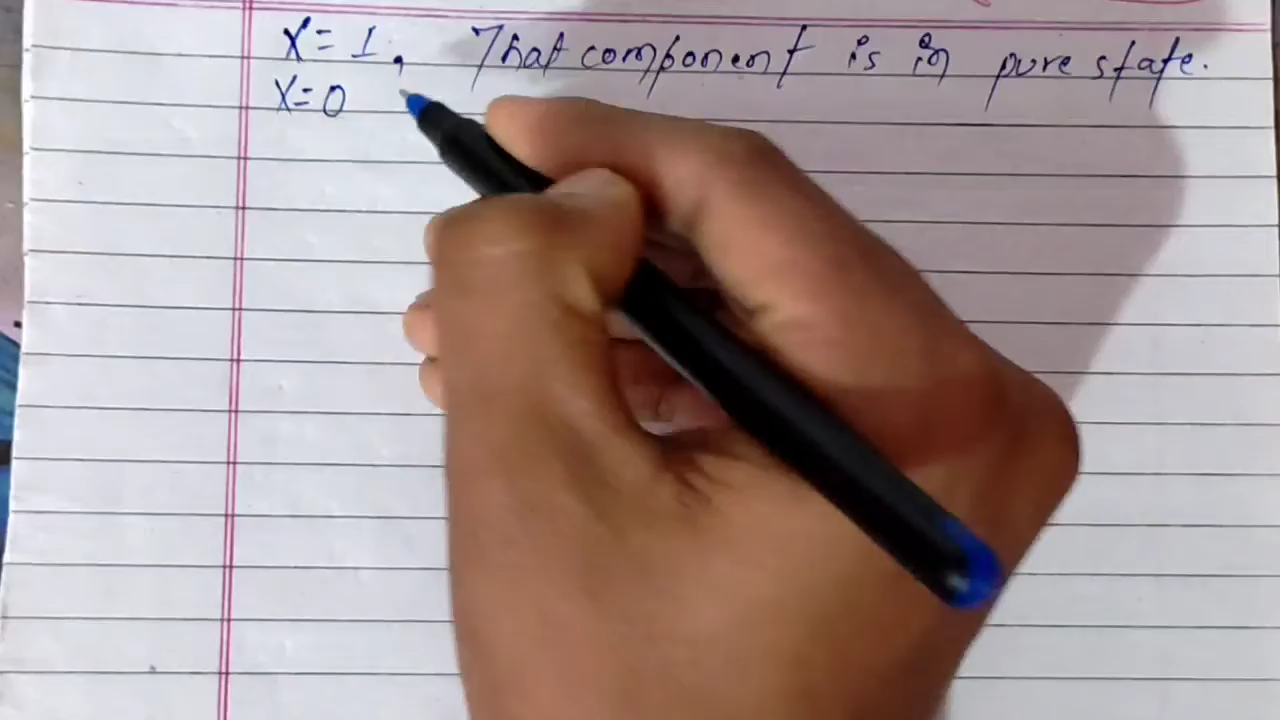 X = 1, That component is in pure state.
X = 0